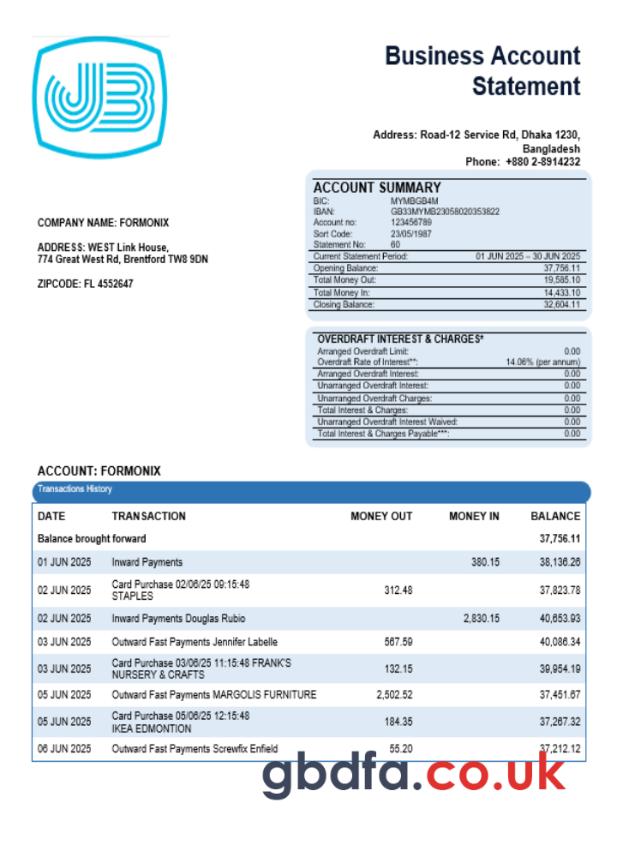 JB
Business Account
Statement
Address: Road-12 Service Rd, Dhaka 1230,
Bangladesh
Phone: +880 2-8914232
COMPANY NAME: FORMONIX
ADDRESS: WEST Link House,
774 Great West Rd, Brentford TW8 9DN
ZIPCODE: FL 4552647
ACCOUNT SUMMARY
BIC: MYMBGB4M
IBAN: GB33MYMB23058020353822
Account no: 123456789
Sort Code: 23/05/1987
Statement No: 60
Current Statement Period: 01 JUN 2025 – 30 JUN 2025
Opening Balance: 37,756.11
Total Money Out: 19,585.10
Total Money In: 14,433.10
Closing Balance: 32,604.11
OVERDRAFT INTEREST & CHARGES*
Arranged Overdraft Limit: 0.00
Overdraft Rate of Interest**: 14.06% (per annum)
Arranged Overdraft Interest: 0.00
Unarranged Overdraft Interest: 0.00
Unarranged Overdraft Charges: 0.00
Total Interest & Charges: 0.00
Unarranged Overdraft Interest Waived: 0.00
Total Interest & Charges Payable***: 0.00
ACCOUNT: FORMONIX
Transactions History
DATE TRANSACTION MONEY OUT MONEY IN BALANCE
Balance brought forward 37,756.11
01 JUN 2025 Inward Payments 380.15 38,136.26
02 JUN 2025 Card Purchase 02/06/25 09:15:48 312.48 37,823.78
STAPLES
02 JUN 2025 Inward Payments Douglas Rubio 2,830.15 40,653.93
03 JUN 2025 Outward Fast Payments Jennifer Labelle 567.59 40,086.34
03 JUN 2025 Card Purchase 03/06/25 11:15:48 FRANK'S 132.15 39,954.19
NURSERY & CRAFTS
05 JUN 2025 Outward Fast Payments MARGOLIS FURNITURE 2,502.52 37,451.67
05 JUN 2025 Card Purchase 05/06/25 12:15:48 184.35 37,267.32
IKEA EDMONTION
06 JUN 2025 Outward Fast Payments Screwfix Enfield 55.20 37,212.12
gbdfa.co.uk